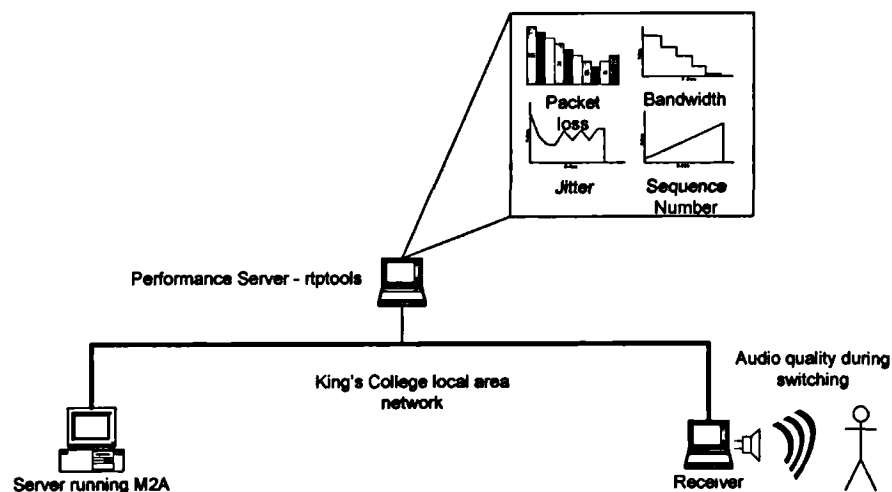 Packet
loss
Bandwidth
Jitter
Sequence
Number
Performance Server - rtptools
King's College local area
network
Audio quality during
switching
Server running M2A
Receiver